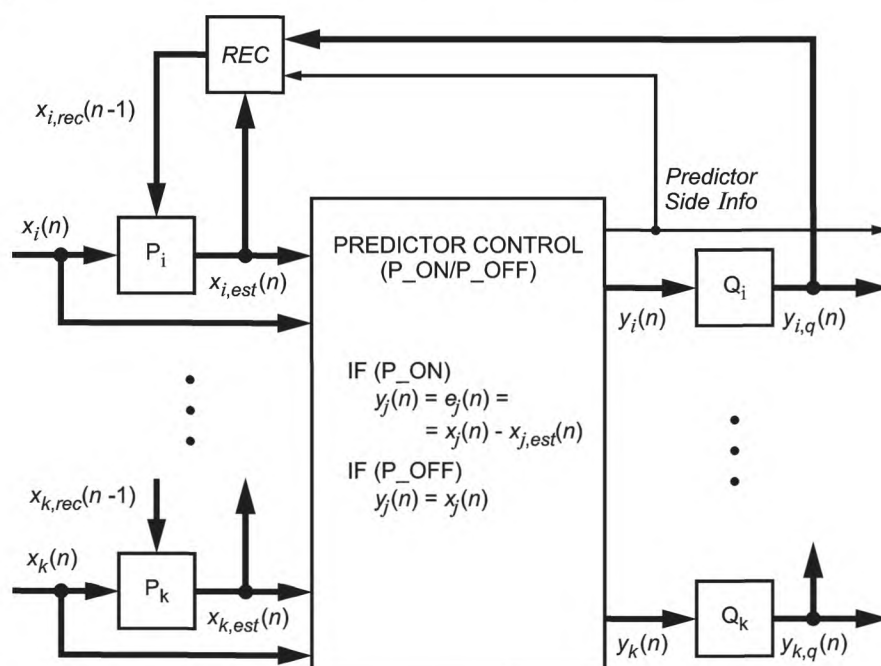 REC
x_{i,rec}(n-1)
Predictor
Side Info
x_i(n)
P_i
x_{i,est}(n)
PREDICTOR CONTROL
(P_ON/P_OFF)
Q_i
y_i(n)
y_{i,q}(n)
IF (P_ON)
y_j(n) = e_j(n) =
= x_j(n) - x_{j,est}(n)
IF (P_OFF)
y_j(n) = x_j(n)
x_{k,rec}(n-1)
x_k(n)
P_k
x_{k,est}(n)
Q_k
y_k(n)
y_{k,q}(n)